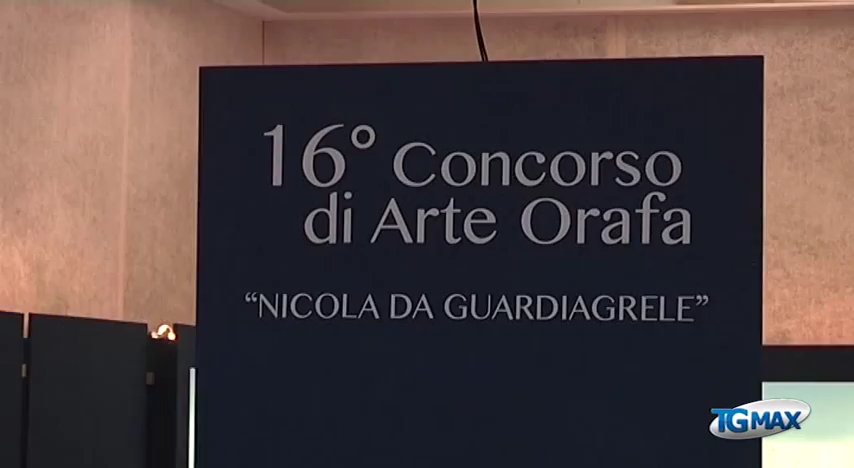 16° Concorso
di Arte Orafa
“NICOLA DA GUARDIAGRELE”
TGMAX